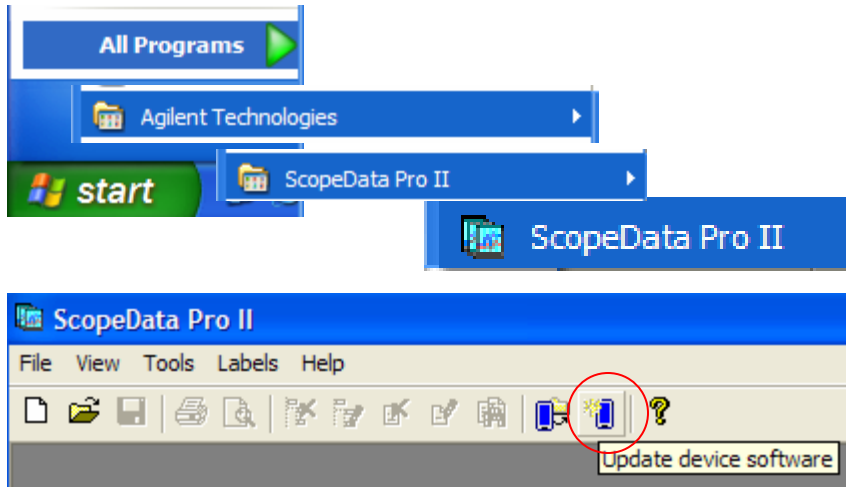 All Programs
Agilent Technologies
start
ScopeData Pro II
ScopeData Pro II
ScopeData Pro II
File View Tools Labels Help
Update device software